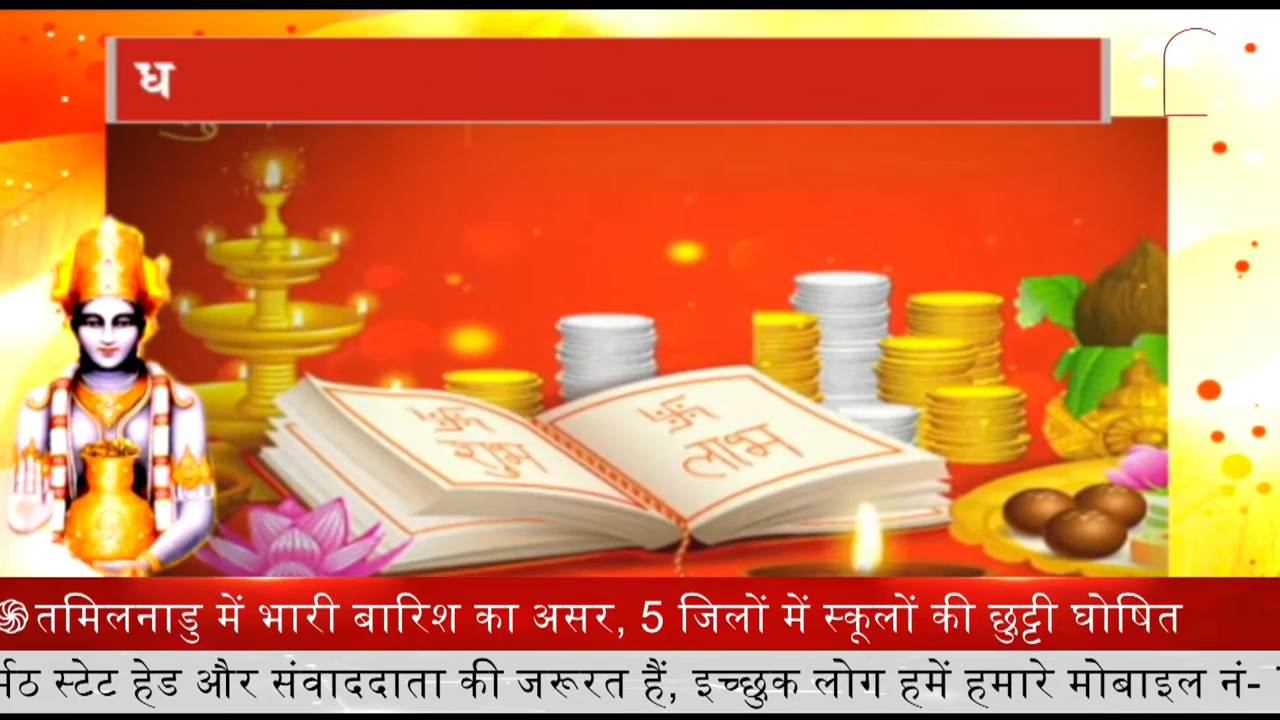 ध
शुभ
लाभ
तमिलनाडु में भारी बारिश का असर, 5 जिलों में स्कूलों की छुट्टी घोषित
स्टेट हेड और संवाददाता की जरूरत हैं, इच्छुक लोग हमें हमारे मोबाइल नं-